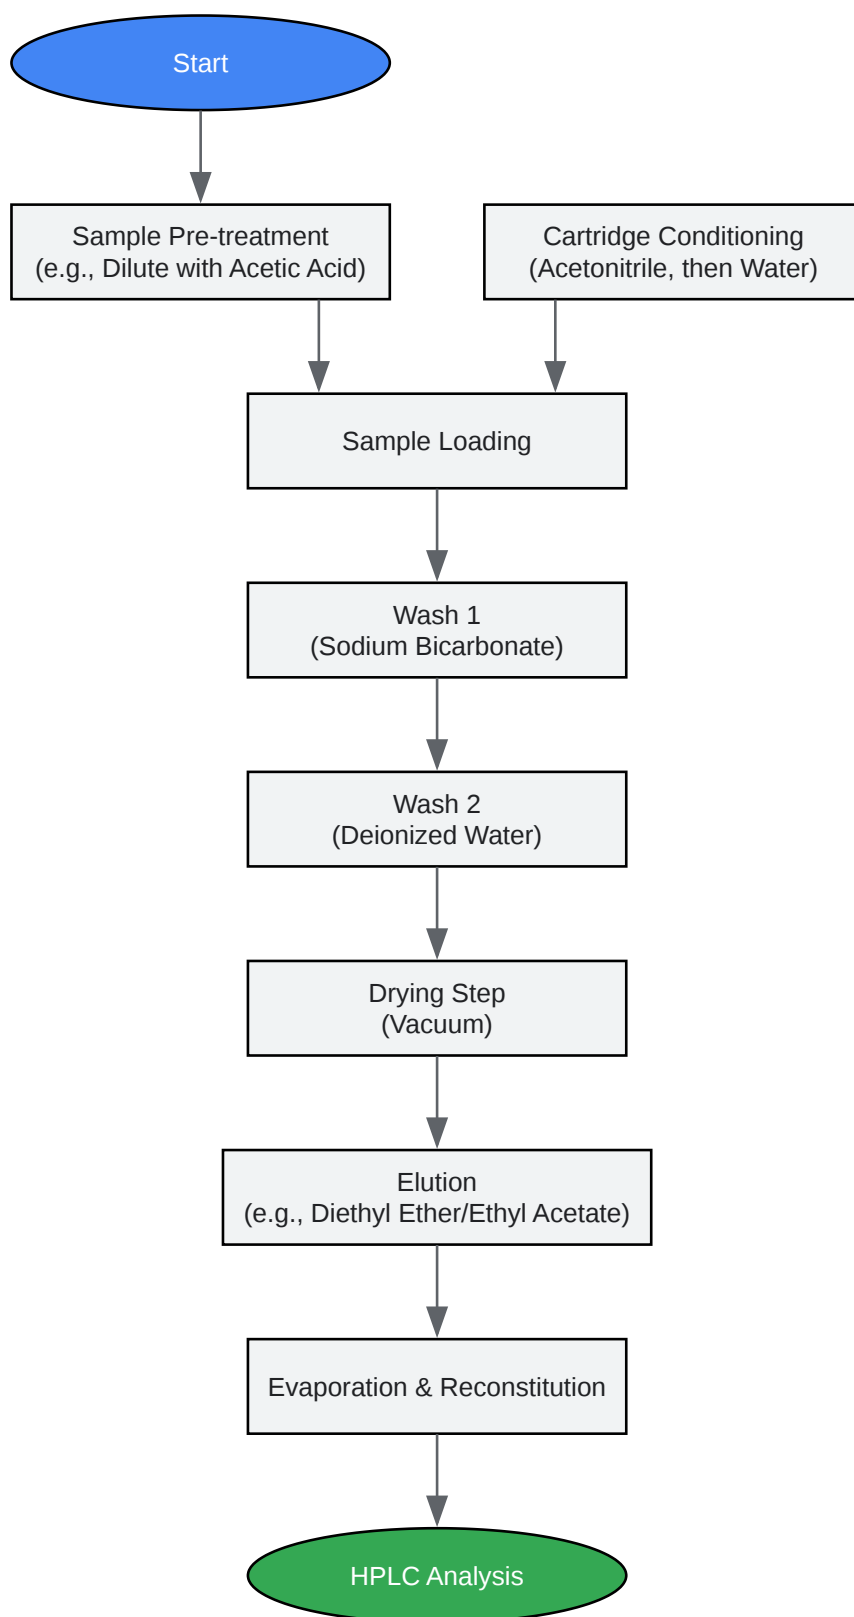 Start
Sample Pre-treatment
(e.g., Dilute with Acetic Acid)
Cartridge Conditioning
(Acetonitrile, then Water)
Sample Loading
Wash 1
(Sodium Bicarbonate)
Wash 2
(Deionized Water)
Drying Step
(Vacuum)
Elution
(e.g., Diethyl Ether/Ethyl Acetate)
Evaporation & Reconstitution
HPLC Analysis